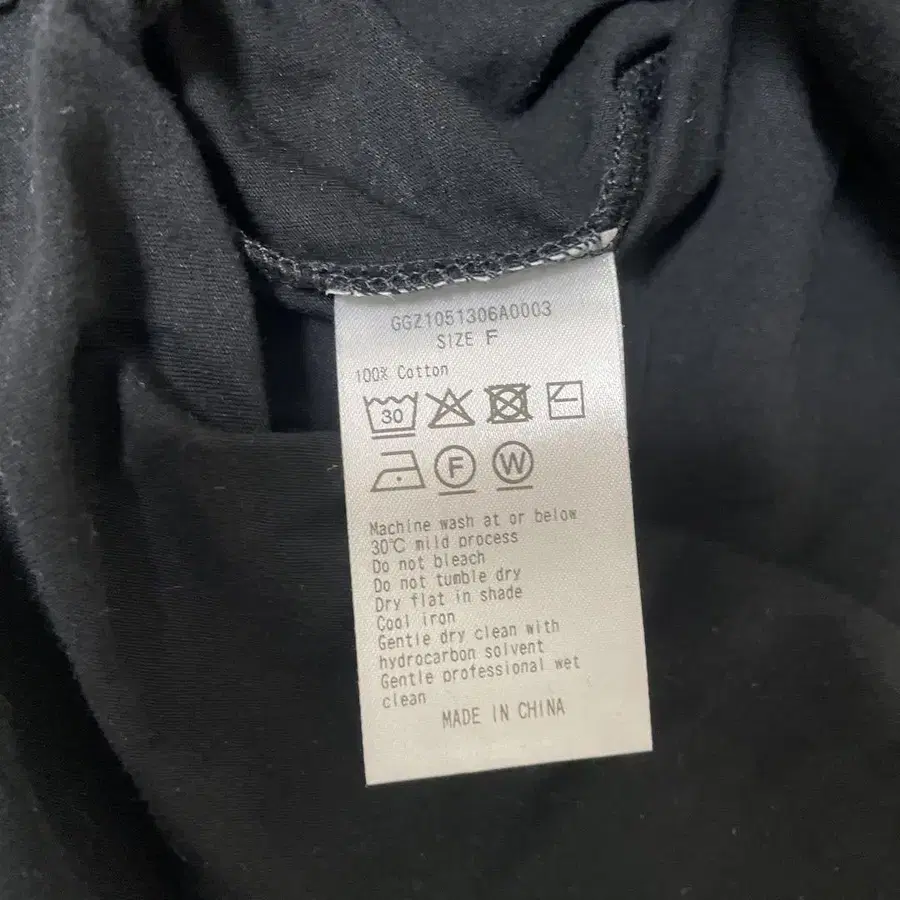 GGZ1051306A0003
SIZE F
100% Cotton
30
F W
Machine wash at or below
30℃ mild process
Do not bleach
Do not tumble dry
Dry flat in shade
Cool iron
Gentle dry clean with
hydrocarbon solvent
Gentle professional wet
clean
MADE IN CHINA